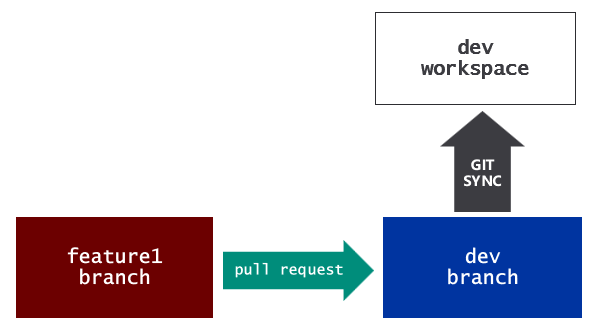 dev
workspace
GIT
SYNC
feature1
branch
pull request
dev
branch